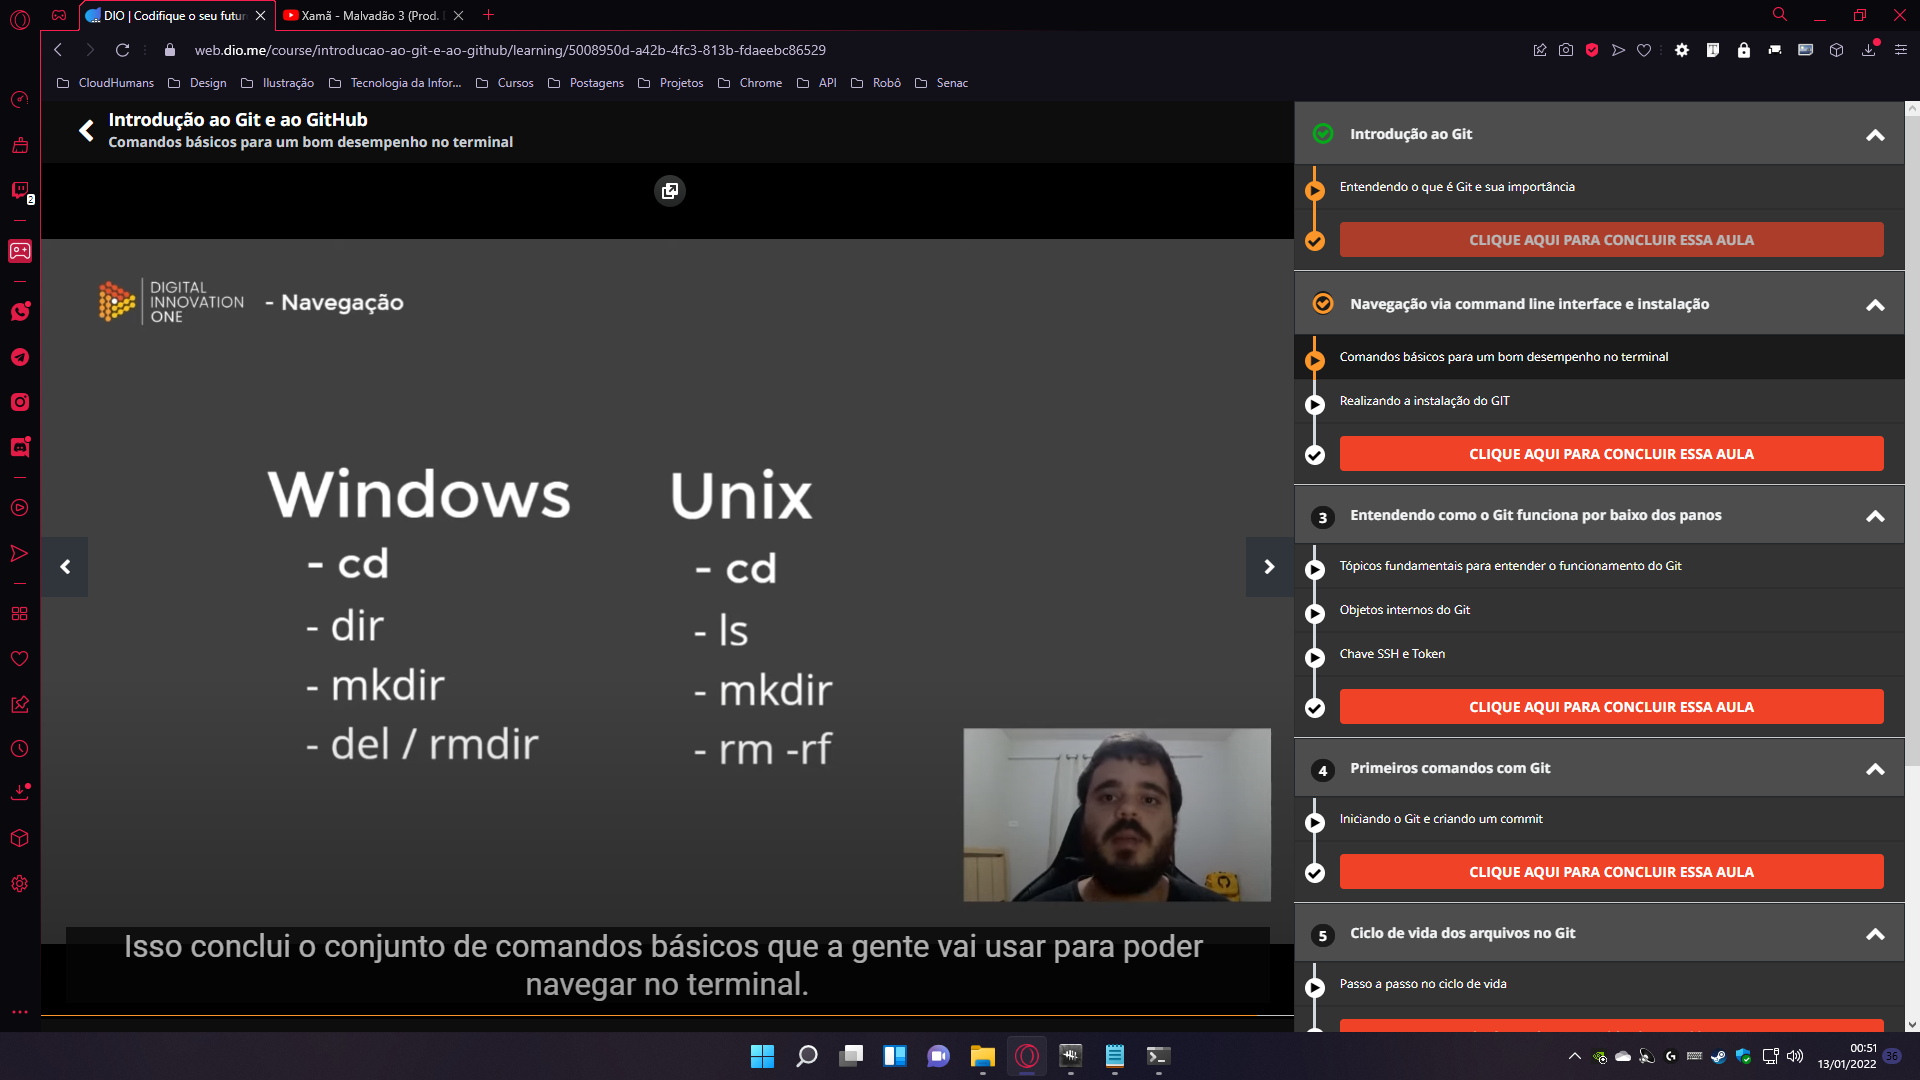 DIO | Codifique o seu futur
Xamã - Malvadão 3 (Prod.
web.dio.me/course/introducao-ao-git-e-ao-github/learning/5008950d-a42b-4fc3-813b-fdaeebc86529
CloudHumans
Design
Ilustração
Tecnologia da Infor...
Cursos
Postagens
Projetos
Chrome
API
Robô
Senac
2
Introdução ao Git e ao GitHub
Comandos básicos para um bom desempenho no terminal
DIGITAL
INNOVATION
ONE
- Navegação
Windows
- cd
- dir
- mkdir
- del / rmdir
Unix
- cd
- ls
- mkdir
- rm -rf
Isso conclui o conjunto de comandos básicos que a gente vai usar para poder
navegar no terminal.
Introdução ao Git
Entendendo o que é Git e sua importância
CLIQUE AQUI PARA CONCLUIR ESSA AULA
Navegação via command line interface e instalação
Comandos básicos para um bom desempenho no terminal
Realizando a instalação do GIT
CLIQUE AQUI PARA CONCLUIR ESSA AULA
3 Entendendo como o Git funciona por baixo dos panos
Tópicos fundamentais para entender o funcionamento do Git
Objetos internos do Git
Chave SSH e Token
CLIQUE AQUI PARA CONCLUIR ESSA AULA
4 Primeiros comandos com Git
Iniciando o Git e criando um commit
CLIQUE AQUI PARA CONCLUIR ESSA AULA
5 Ciclo de vida dos arquivos no Git
Passo a passo no ciclo de vida
00:51
13/01/2022
36